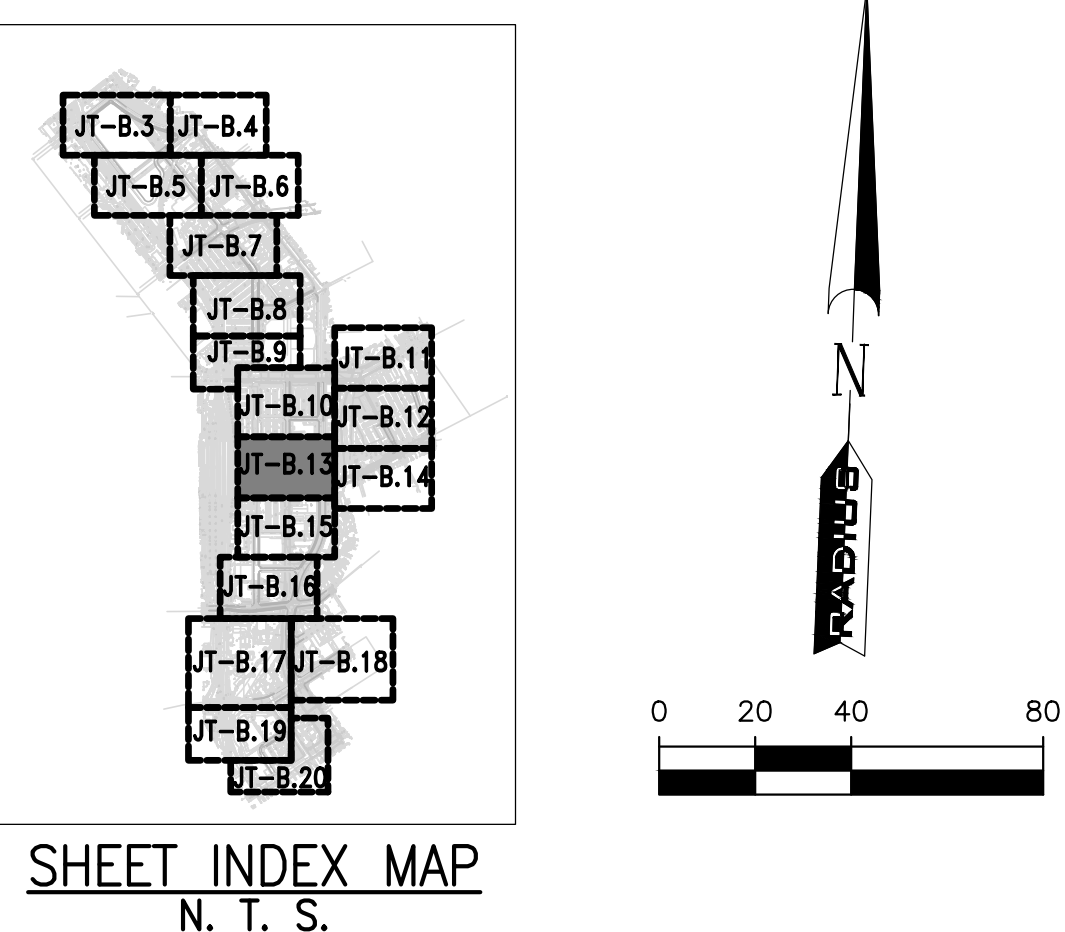 JT-B.3 JT-B.4
JT-B.5 JT-B.6
JT-B.7
JT-B.8
JT-B.9
JT-B.11
JT-B.10
JT-B.12
JT-B.13
JT-B.14
JT-B.15
JT-B.16
JT-B.17 JT-B.18
JT-B.19
JT-B.20
SHEET INDEX MAP
N. T. S.
N
RADIUS
0 20 40 80